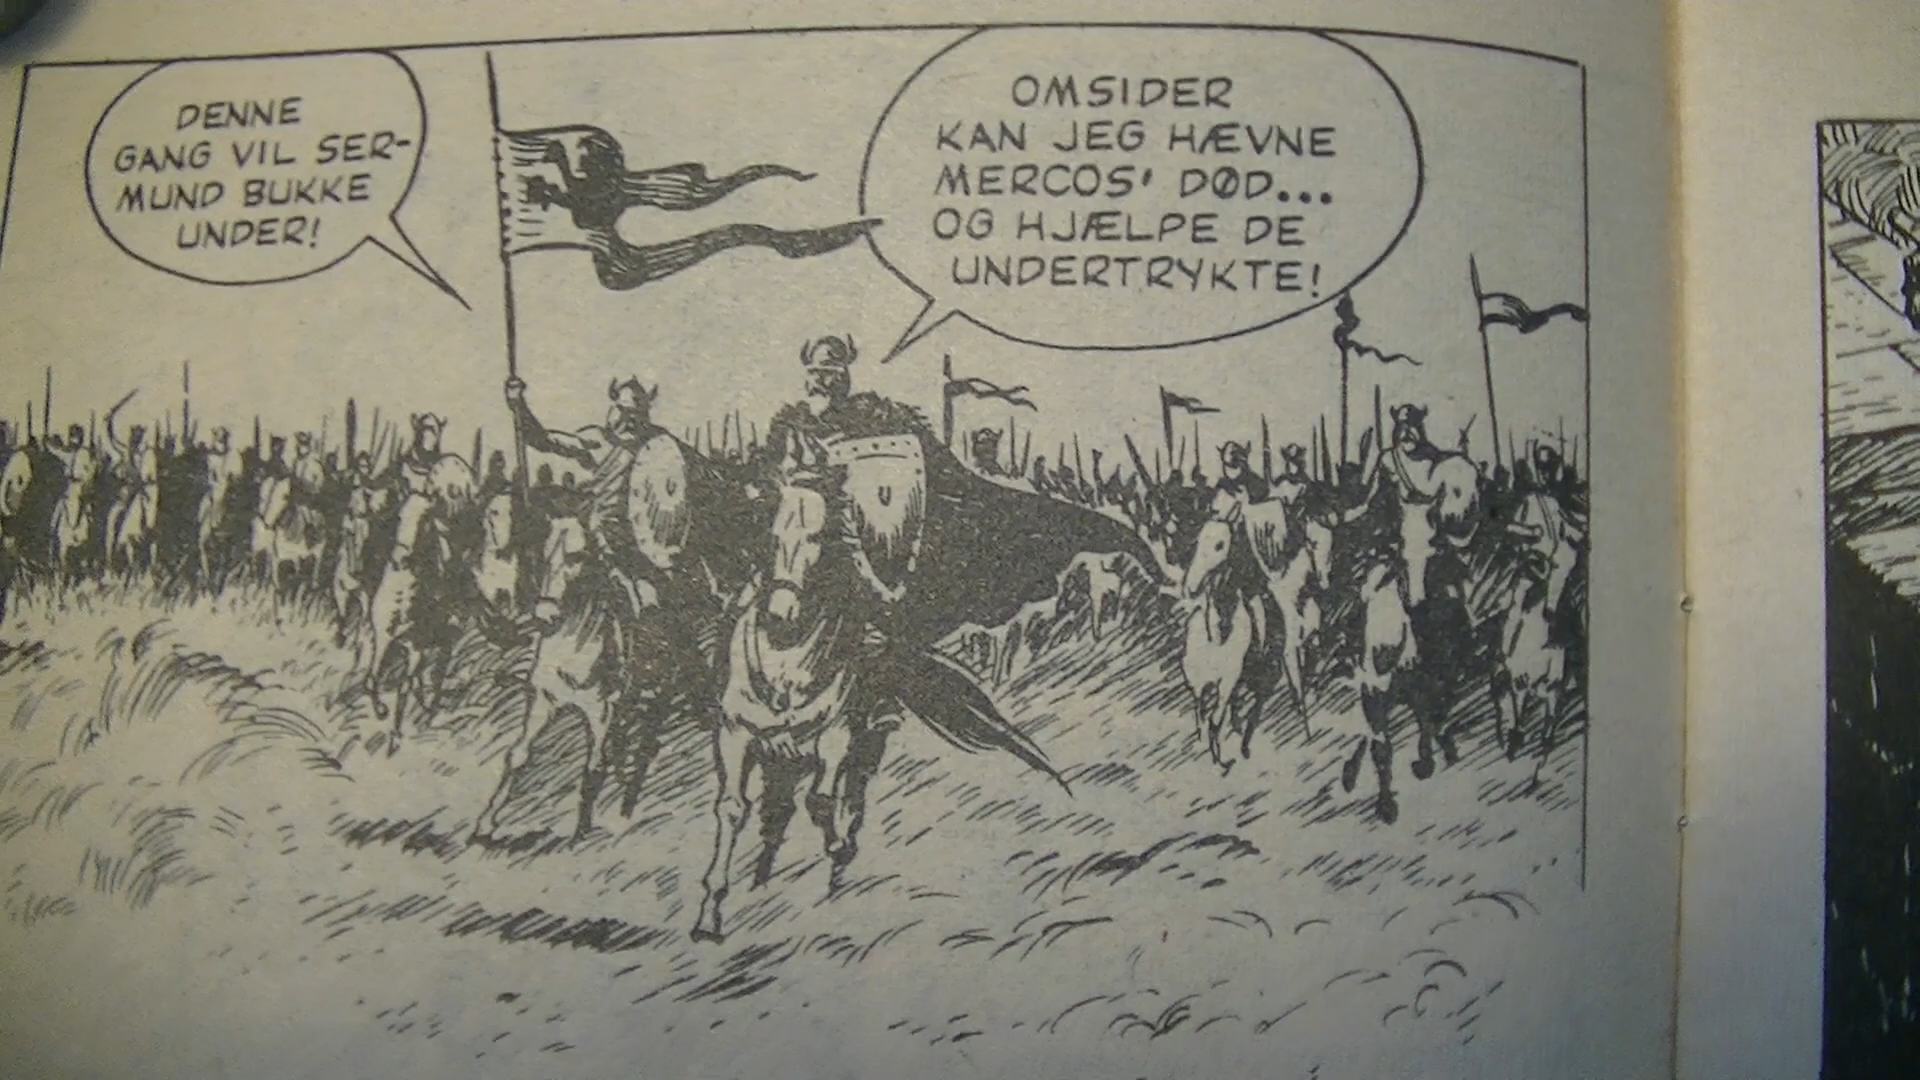 DENNE
GANG VIL SER-
MUND BUKKE
UNDER!
OMSIDER
KAN JEG HÆVNE
MERCOS' DØD...
OG HJÆLPE DE
UNDERTRYKTE!